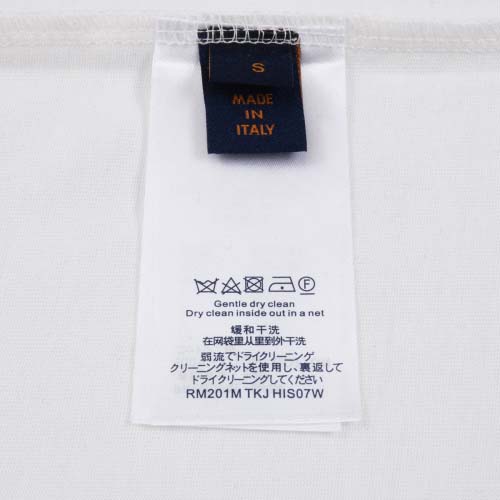 S
MADE
IN
ITALY
F
Gentle dry clean
Dry clean inside out in a net
缓和干洗
在网袋里从里到外干洗
弱流でドライクリーニング
クリーニングネットを使用し、裏返して
ドライクリーニングしてください
RM201M TKJ HIS07W